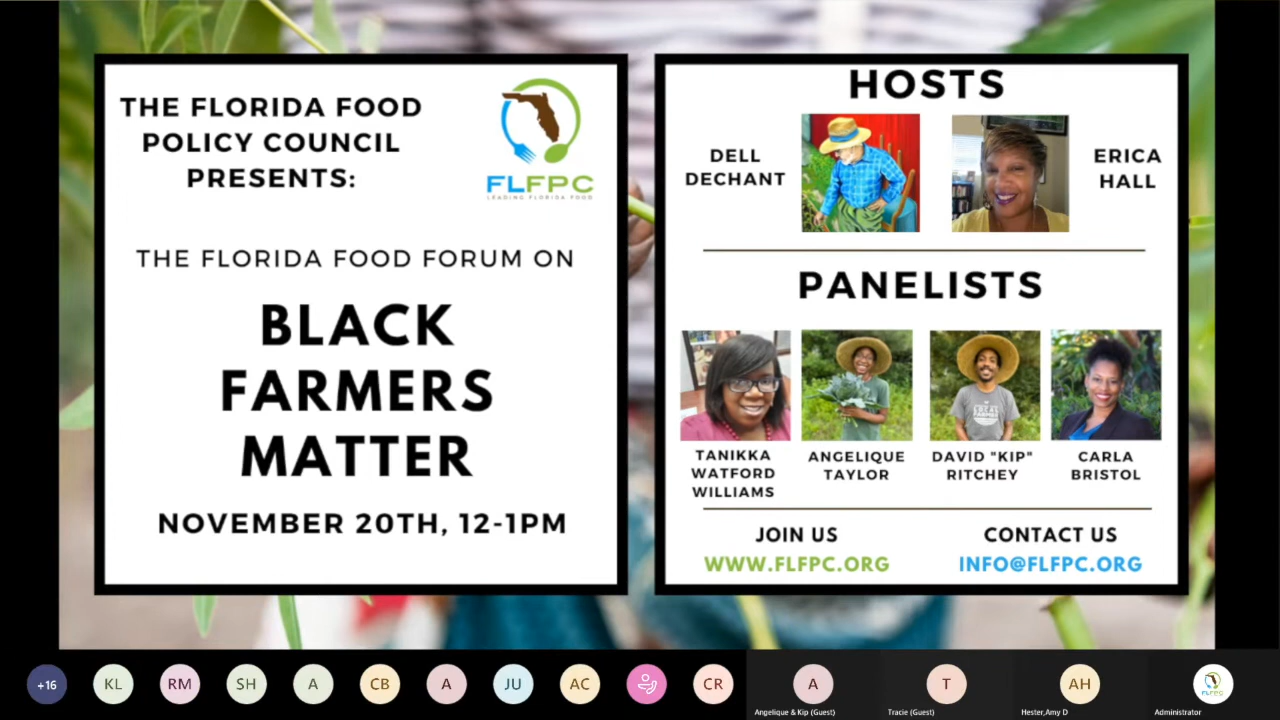 THE FLORIDA FOOD
POLICY COUNCIL
PRESENTS:
FLFPC
LEADING FLORIDA FOOD
THE FLORIDA FOOD FORUM ON
BLACK
FARMERS
MATTER
NOVEMBER 20TH, 12-1PM
HOSTS
DELL
DECHANT
ERICA
HALL
PANELISTS
TANIKKA
WATFORD
WILLIAMS
ANGELIQUE
TAYLOR
DAVID "KIP"
RITCHEY
CARLA
BRISTOL
JOIN US
WWW.FLFPC.ORG
CONTACT US
INFO@FLFPC.ORG
+16
KL
RM
SH
A
CB
A
JU
AC
CR
A
Angelique & Kip (Guest)
T
Tracie (Guest)
AH
Hester,Amy D
Administrator